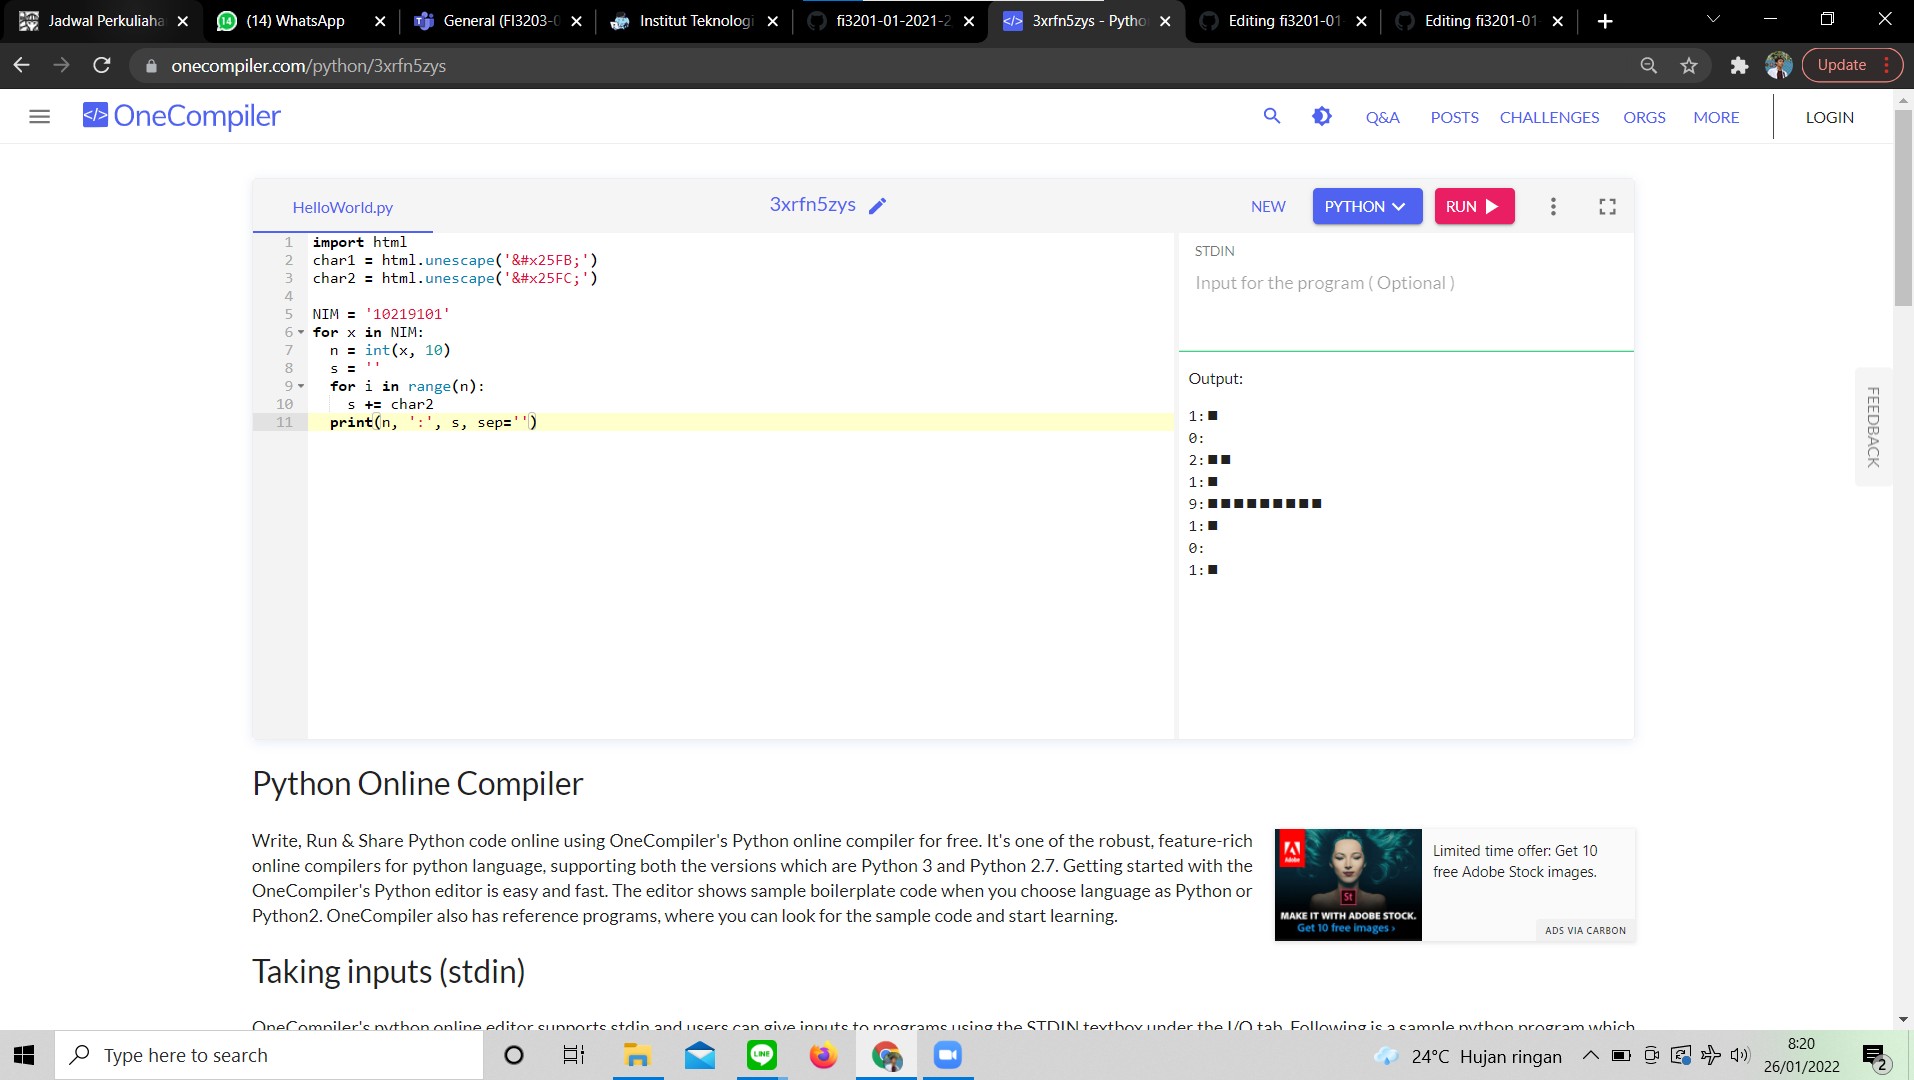 Jadwal Perkuliaha
(14) WhatsApp
General (FI3203-0
Institut Teknologi
fi3201-01-2021-2
3xrfn5zys - Pytho
Editing fi3201-01
Editing fi3201-01
onecompiler.com/python/3xrfn5zys
Update
</> OneCompiler
Q&A
POSTS
CHALLENGES
ORGS
MORE
LOGIN
HelloWorld.py
3xrfn5zys
NEW
PYTHON
RUN
1 import html
2 char1 = html.unescape('&#x25FB;')
3 char2 = html.unescape('&#x25FC;')
4
5 NIM = '10219101'
6 for x in NIM:
7 n = int(x, 10)
8 s = ''
9 for i in range(n):
10 s += char2
11 print(n, ':', s, sep='')
STDIN
Input for the program ( Optional )
Output:
1:◼
0:
2:◼◼
1:◼
9:◼◼◼◼◼◼◼◼◼
1:◼
0:
1:◼
FEEDBACK
Python Online Compiler
Write, Run & Share Python code online using OneCompiler's Python online compiler for free. It's one of the robust, feature-rich
online compilers for python language, supporting both the versions which are Python 3 and Python 2.7. Getting started with the
OneCompiler's Python editor is easy and fast. The editor shows sample boilerplate code when you choose language as Python or
Python2. OneCompiler also has reference programs, where you can look for the sample code and start learning.
Adobe
St
MAKE IT WITH ADOBE STOCK.
Get 10 free images ›
Limited time offer: Get 10
free Adobe Stock images.
ADS VIA CARBON
Taking inputs (stdin)
OneCompiler's python online editor supports stdin and users can give inputs to programs using the STDIN textbox under the I/O tab. Following is a sample python program which
Type here to search
LINE
24°C Hujan ringan
8:20
26/01/2022
2